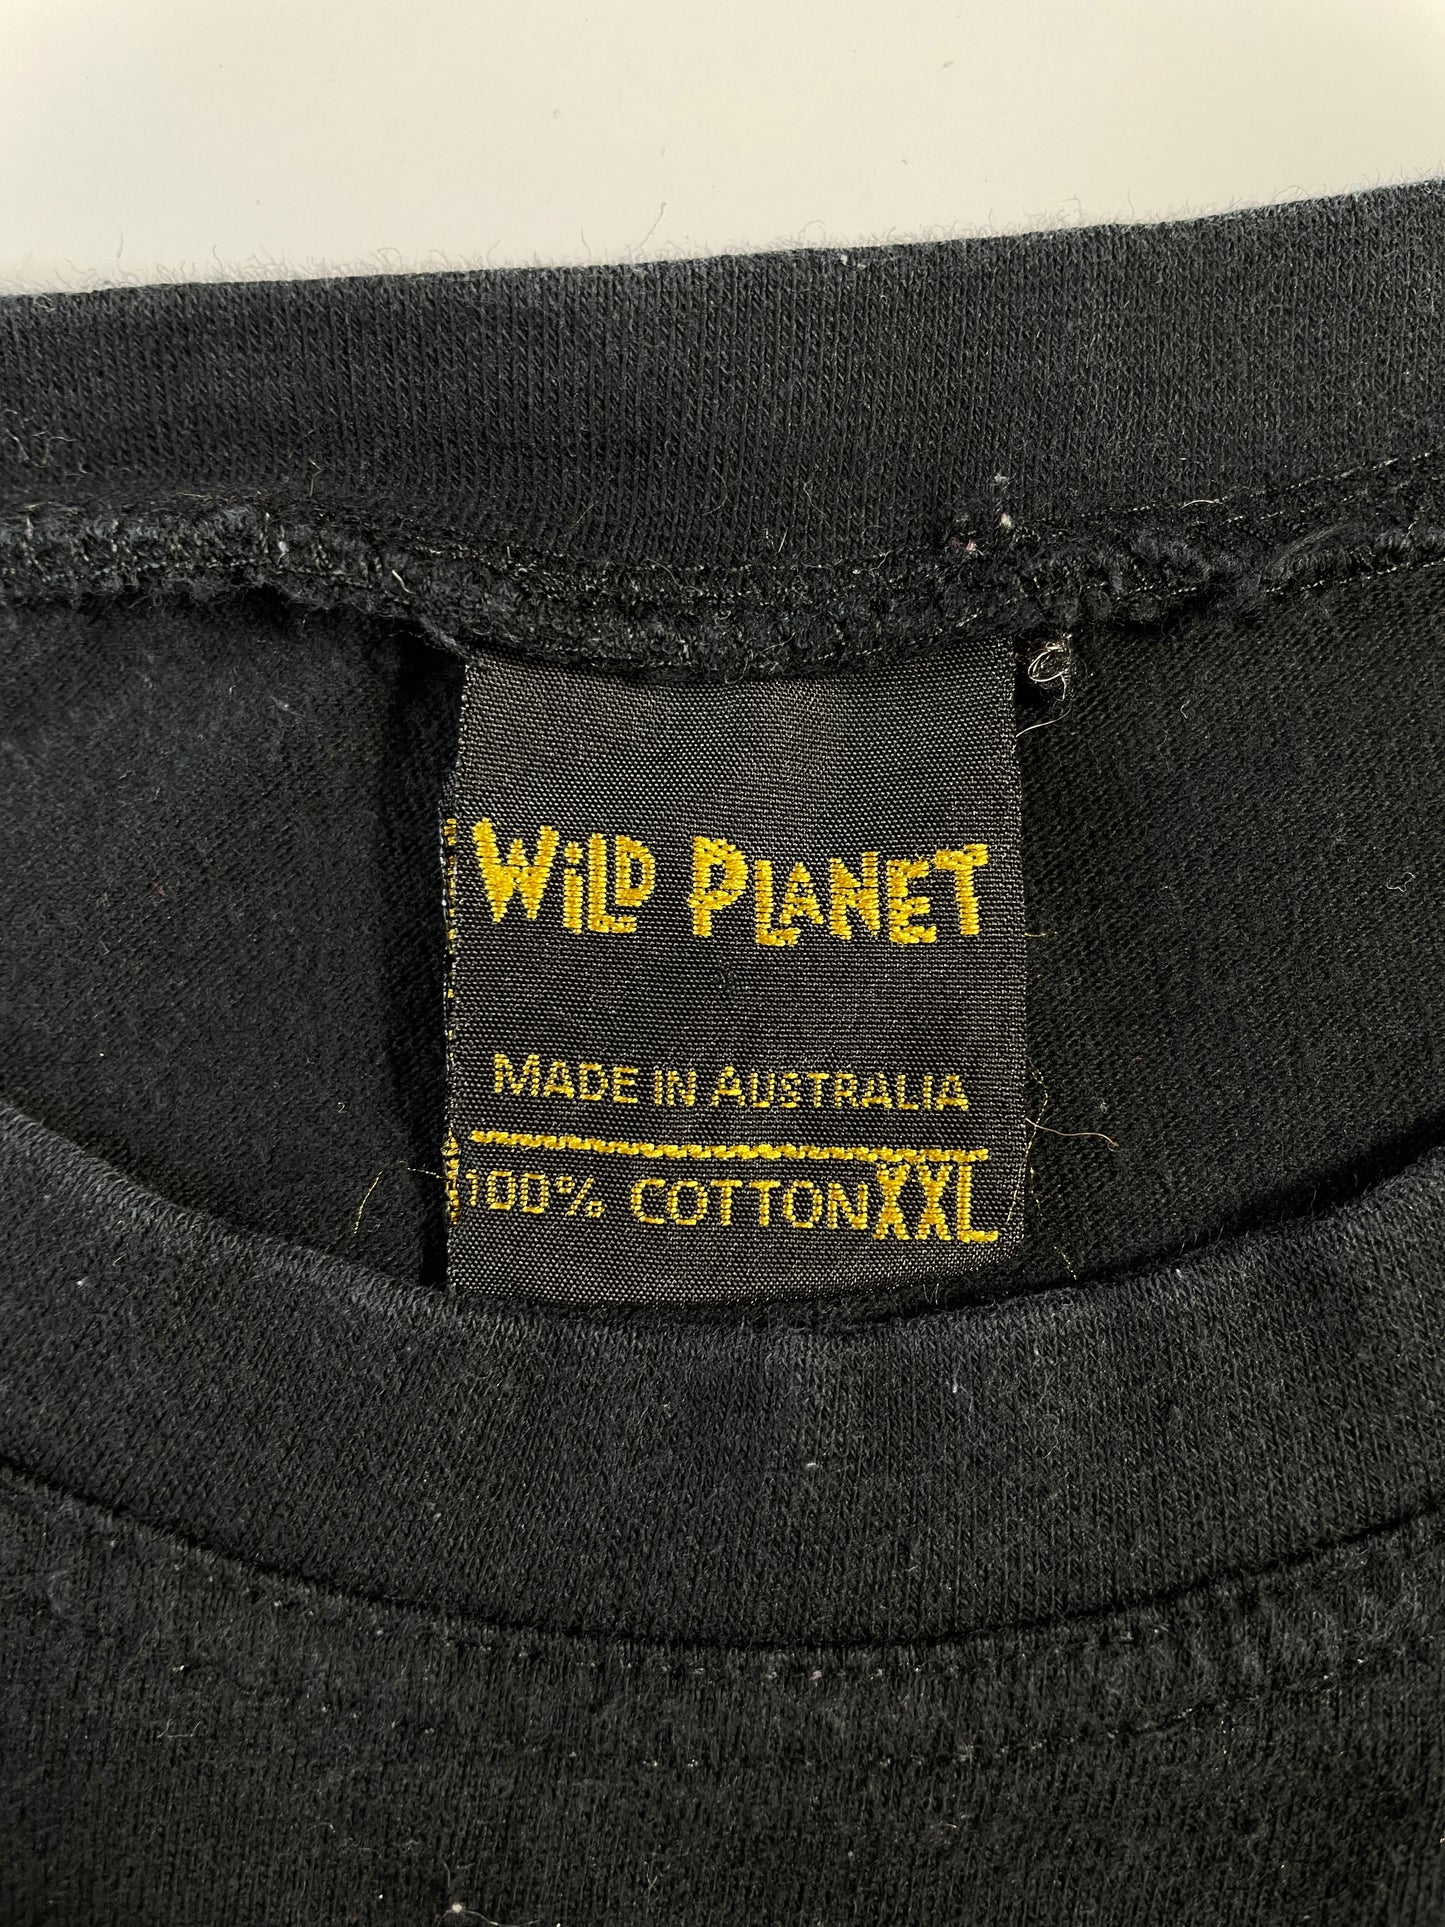 WiLD PLANET
MADE IN AUSTRALIA
100% COTTON XXL